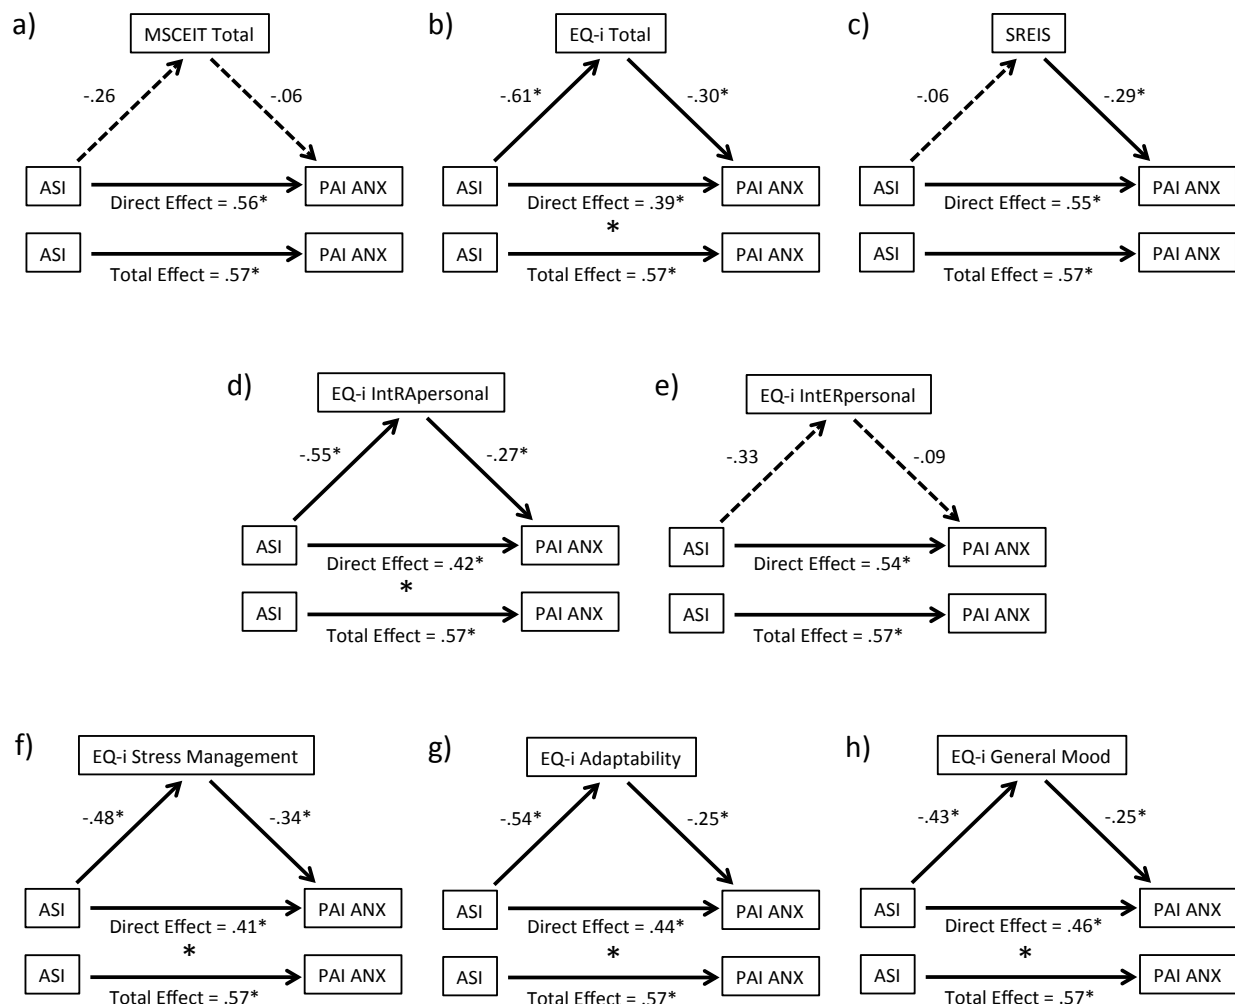 a)
MSCEIT Total
-.26
-.06
ASI
PAI ANX
Direct Effect = .56*
ASI
PAI ANX
Total Effect = .57*
b)
EQ-i Total
-.61*
-.30*
ASI
PAI ANX
Direct Effect = .39*
*
ASI
PAI ANX
Total Effect = .57*
c)
SREIS
-.06
-.29*
ASI
PAI ANX
Direct Effect = .55*
ASI
PAI ANX
Total Effect = .57*
d)
EQ-i IntRApersonal
-.55*
-.27*
ASI
PAI ANX
Direct Effect = .42*
*
ASI
PAI ANX
Total Effect = .57*
e)
EQ-i IntERpersonal
-.33
-.09
ASI
PAI ANX
Direct Effect = .54*
ASI
PAI ANX
Total Effect = .57*
f)
EQ-i Stress Management
-.48*
-.34*
ASI
PAI ANX
Direct Effect = .41*
*
ASI
PAI ANX
Total Effect = .57*
g)
EQ-i Adaptability
-.54*
-.25*
ASI
PAI ANX
Direct Effect = .44*
*
ASI
PAI ANX
Total Effect = .57*
h)
EQ-i General Mood
-.43*
-.25*
ASI
PAI ANX
Direct Effect = .46*
*
ASI
PAI ANX
Total Effect = .57*